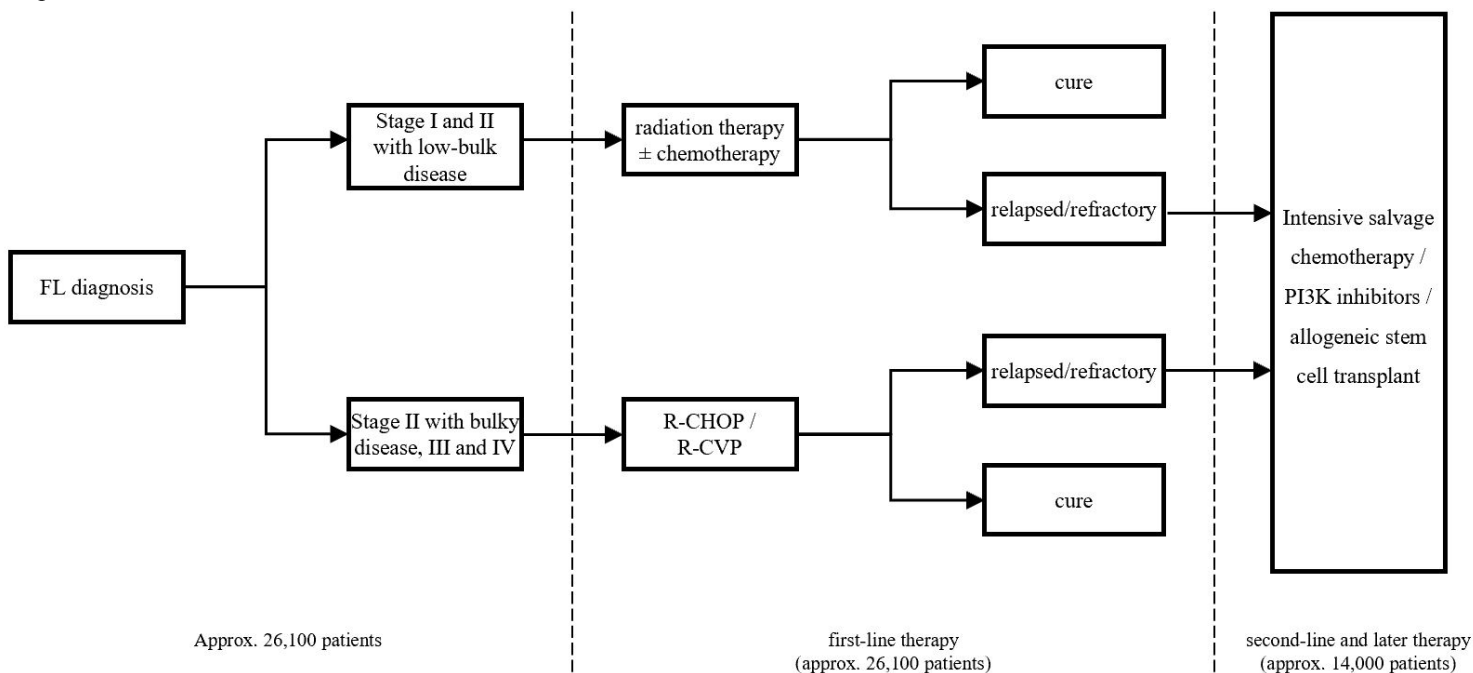 FL diagnosis
Stage I and II
with low-bulk
disease
Stage II with bulky
disease, III and IV
radiation therapy
± chemotherapy
R-CHOP /
R-CVP
cure
relapsed/refractory
relapsed/refractory
cure
Intensive salvage
chemotherapy /
PI3K inhibitors /
allogeneic stem
cell transplant
Approx. 26,100 patients
first-line therapy
(approx. 26,100 patients)
second-line and later therapy
(approx. 14,000 patients)